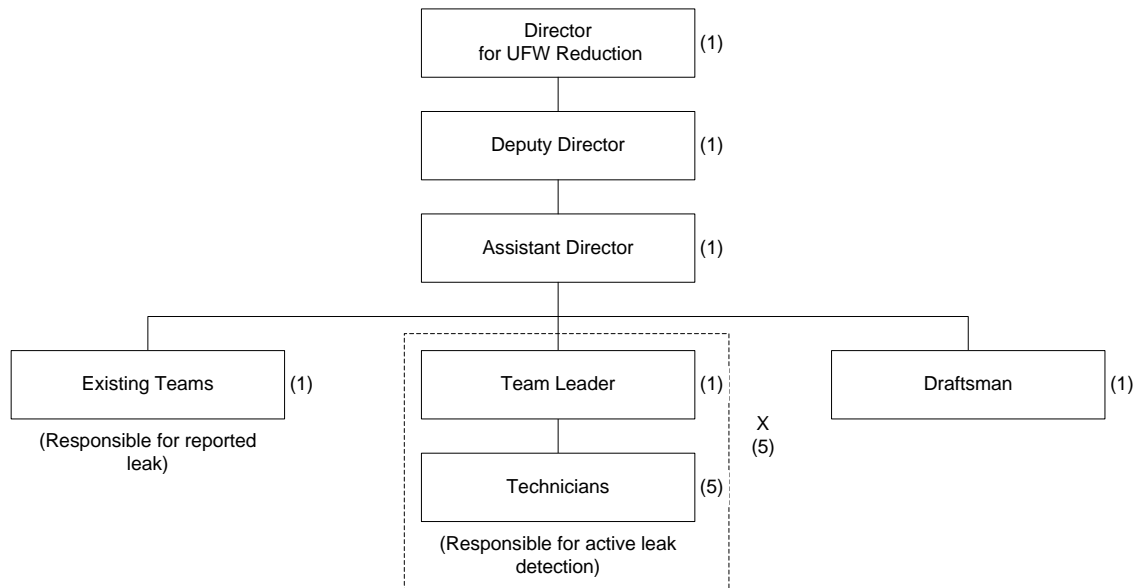 Director
for UFW Reduction
(1)
Deputy Director
(1)
Assistant Director
(1)
Existing Teams
(1)
(Responsible for reported
leak)
Team Leader
(1)
Technicians
(5)
(Responsible for active leak
detection)
X
(5)
Draftsman
(1)